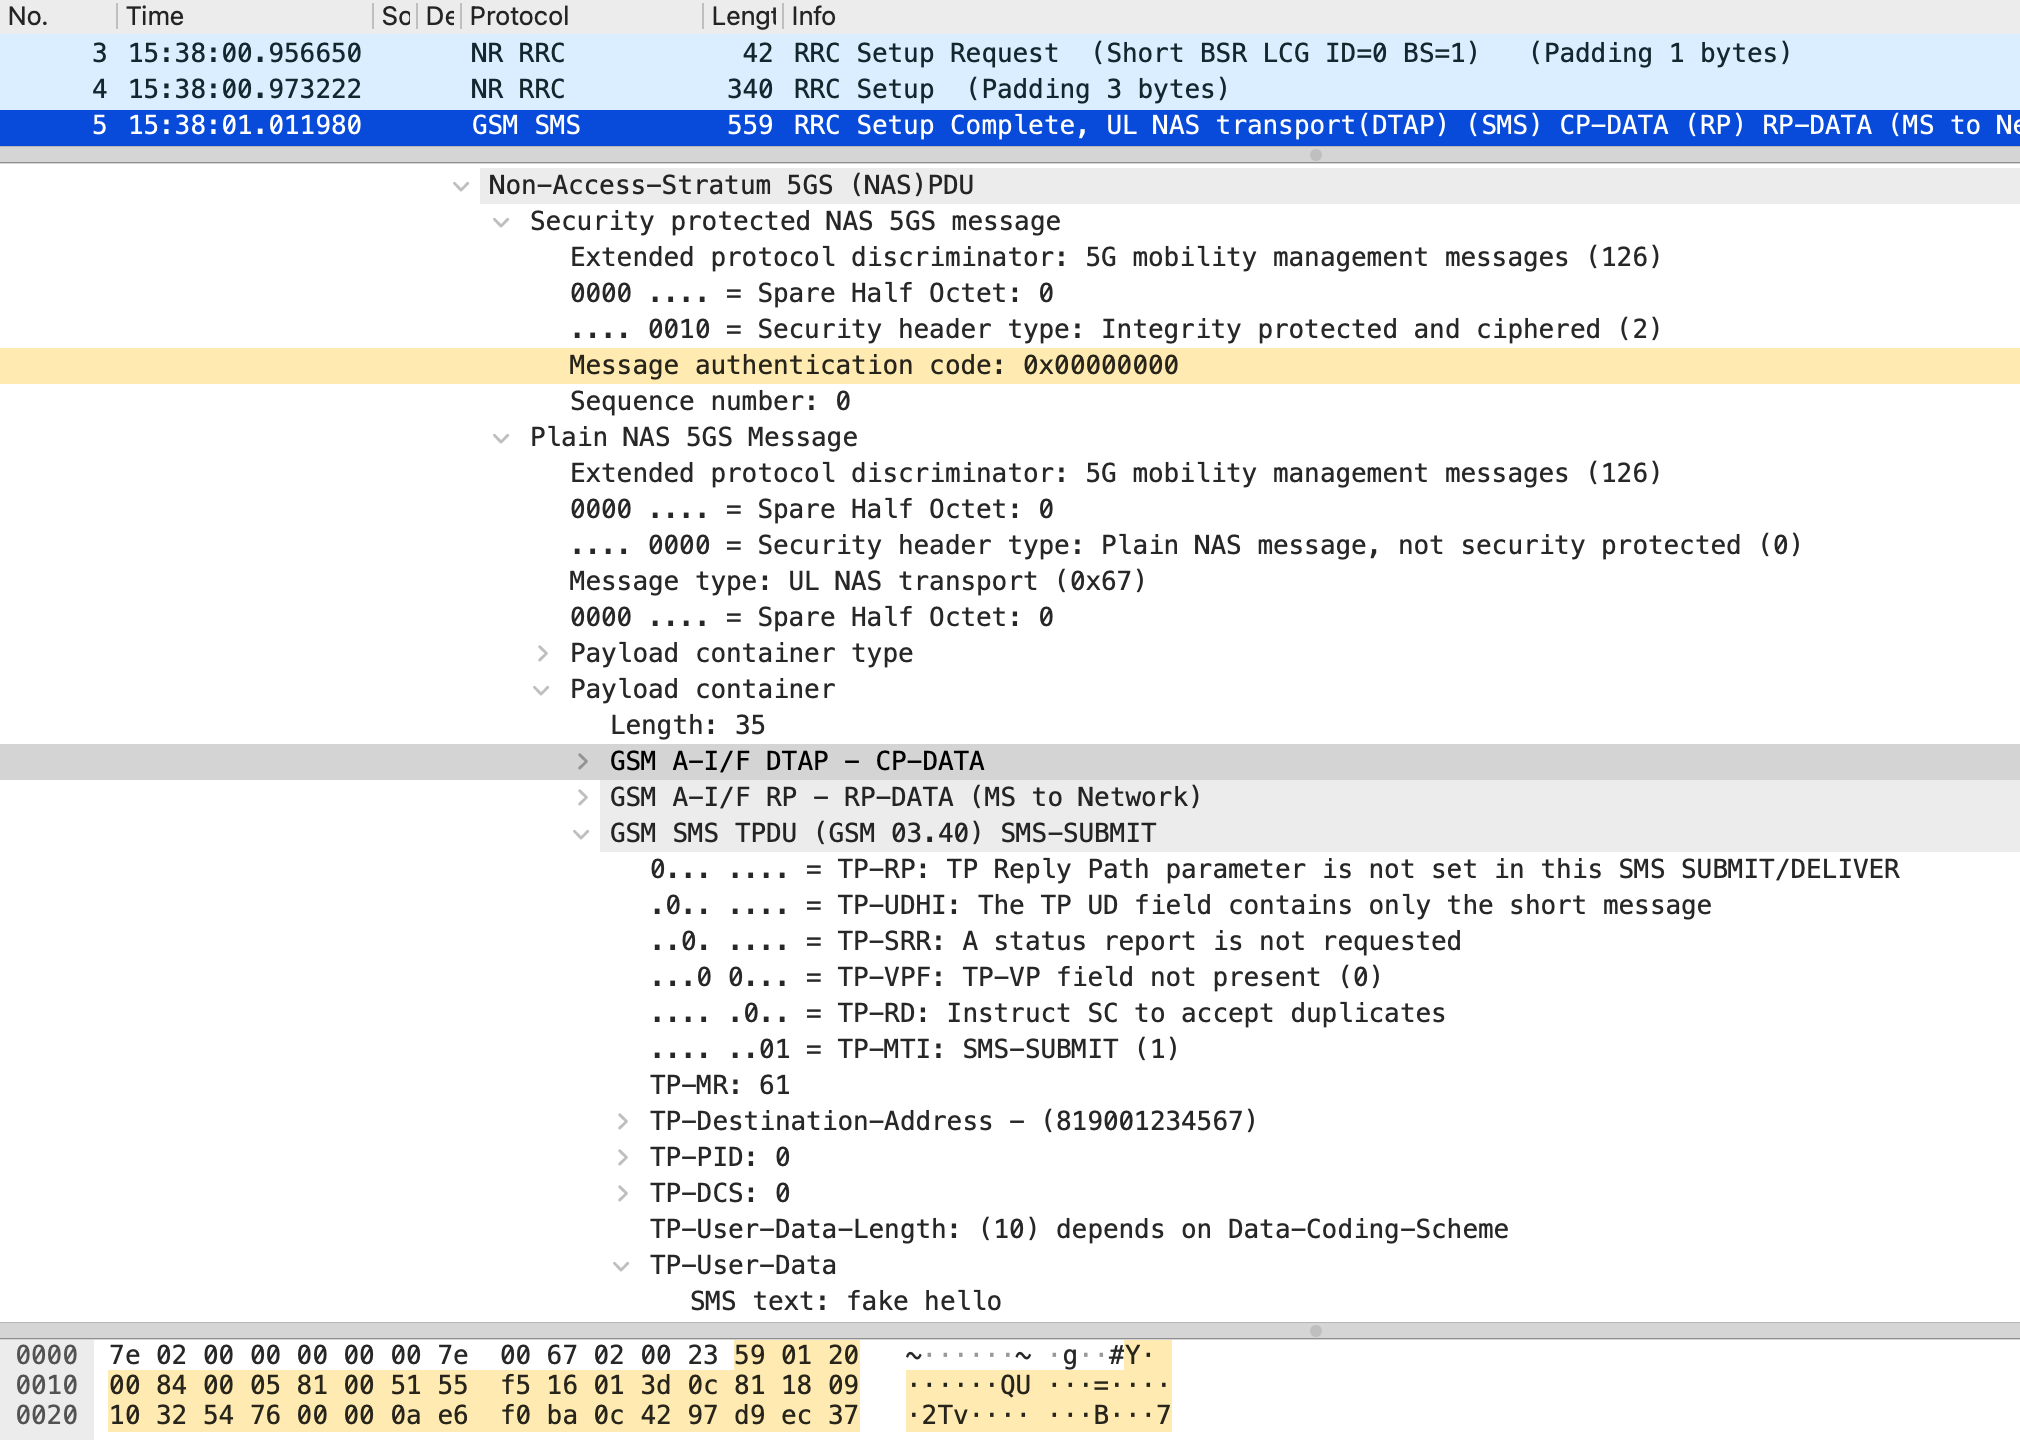 No. Time So De Protocol Lengt Info
3 15:38:00.956650 NR RRC 42 RRC Setup Request (Short BSR LCG ID=0 BS=1) (Padding 1 bytes)
4 15:38:00.973222 NR RRC 340 RRC Setup (Padding 3 bytes)
5 15:38:01.011980 GSM SMS 559 RRC Setup Complete, UL NAS transport(DTAP) (SMS) CP-DATA (RP) RP-DATA (MS to Ne
Non-Access-Stratum 5GS (NAS)PDU
Security protected NAS 5GS message
Extended protocol discriminator: 5G mobility management messages (126)
0000 .... = Spare Half Octet: 0
.... 0010 = Security header type: Integrity protected and ciphered (2)
Message authentication code: 0x00000000
Sequence number: 0
Plain NAS 5GS Message
Extended protocol discriminator: 5G mobility management messages (126)
0000 .... = Spare Half Octet: 0
.... 0000 = Security header type: Plain NAS message, not security protected (0)
Message type: UL NAS transport (0x67)
0000 .... = Spare Half Octet: 0
Payload container type
Payload container
Length: 35
GSM A-I/F DTAP - CP-DATA
GSM A-I/F RP - RP-DATA (MS to Network)
GSM SMS TPDU (GSM 03.40) SMS-SUBMIT
0... .... = TP-RP: TP Reply Path parameter is not set in this SMS SUBMIT/DELIVER
.0.. .... = TP-UDHI: The TP UD field contains only the short message
..0. .... = TP-SRR: A status report is not requested
...0 0... = TP-VPF: TP-VP field not present (0)
.... .0.. = TP-RD: Instruct SC to accept duplicates
.... ..01 = TP-MTI: SMS-SUBMIT (1)
TP-MR: 61
TP-Destination-Address - (819001234567)
TP-PID: 0
TP-DCS: 0
TP-User-Data-Length: (10) depends on Data-Coding-Scheme
TP-User-Data
SMS text: fake hello
0000 7e 02 00 00 00 00 00 7e 00 67 02 00 23 59 01 20 ~······~ ·g··#Y· 
0010 00 84 00 05 81 00 51 55 f5 16 01 3d 0c 81 18 09 ······QU ···=····
0020 10 32 54 76 00 00 0a e6 f0 ba 0c 42 97 d9 ec 37 ·2Tv···· ···B···7